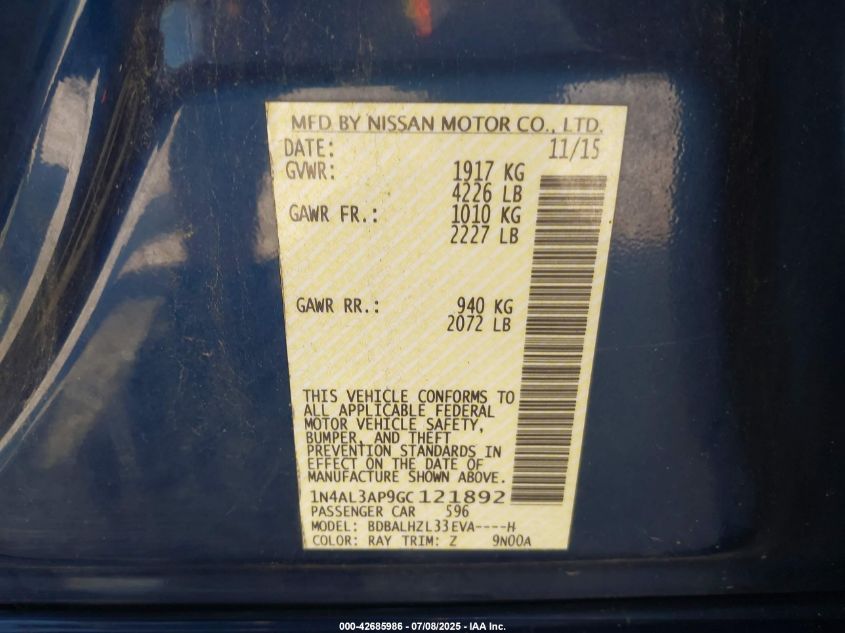 MFD BY NISSAN MOTOR CO., LTD.
DATE: 11/15
GVWR: 1917 KG
4226 LB
GAWR FR.: 1010 KG
2227 LB
GAWR RR.: 940 KG
2072 LB
THIS VEHICLE CONFORMS TO
ALL APPLICABLE FEDERAL
MOTOR VEHICLE SAFETY,
BUMPER, AND THEFT
PREVENTION STANDARDS IN
EFFECT ON THE DATE OF
MANUFACTURE SHOWN ABOVE.
1N4AL3AP9GC121892
PASSENGER CAR 596
MODEL: BDBALHZL33EVA----H
COLOR: RAY TRIM: Z 9N00A
000-42685986 - 07/08/2025 - IAA Inc.